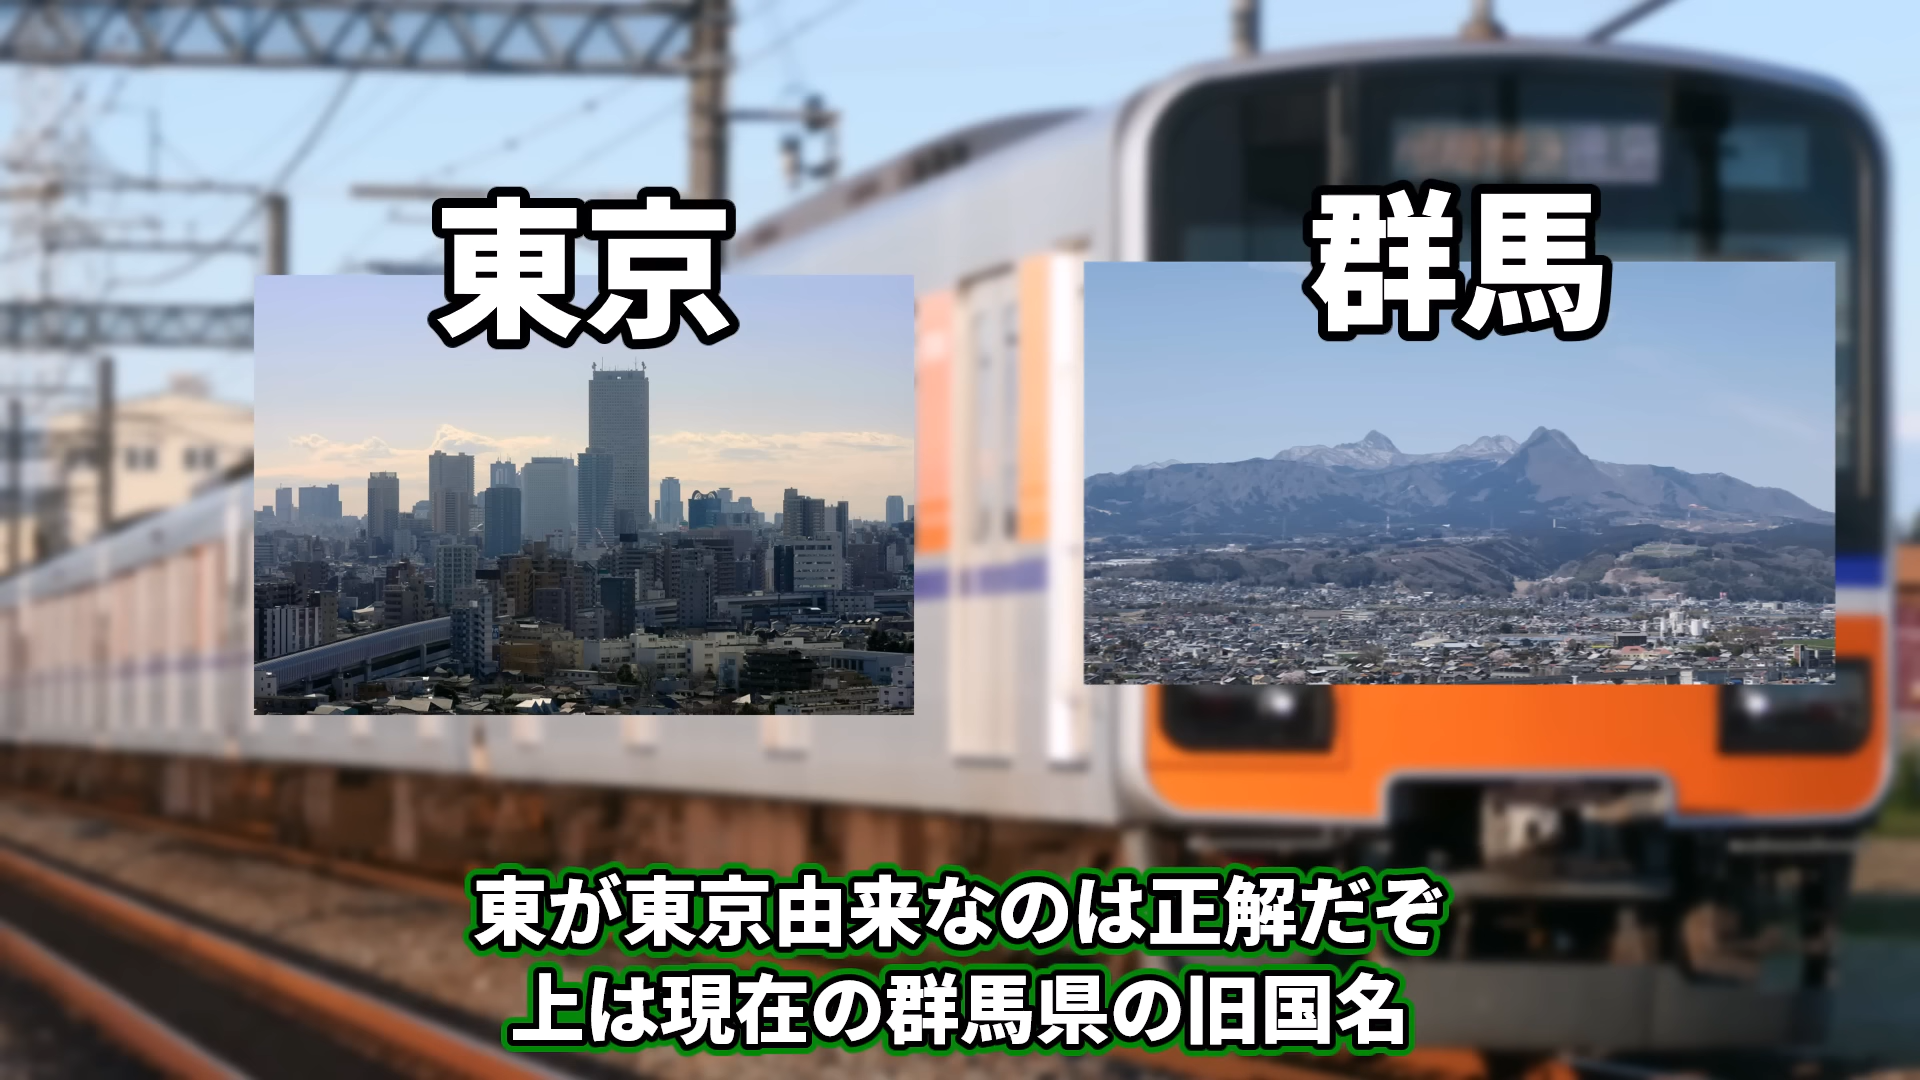 東京
群馬
東が東京由来なのは正解だぞ
上は現在の群馬県の旧国名